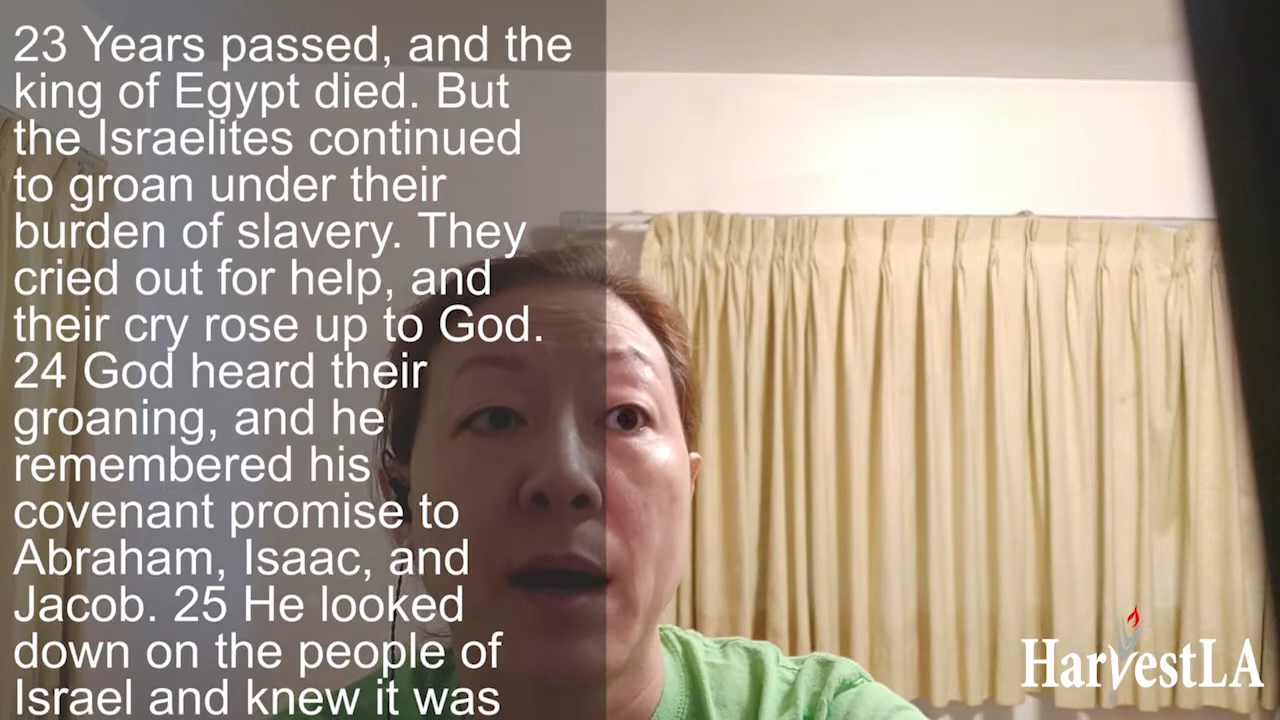 23 Years passed, and the
king of Egypt died. But
the Israelites continued
to groan under their
burden of slavery. They
cried out for help, and
their cry rose up to God.
24 God heard their
groaning, and he
remembered his
covenant promise to
Abraham, Isaac, and
Jacob. 25 He looked
down on the people of
Israel and knew it was
HarvestLA